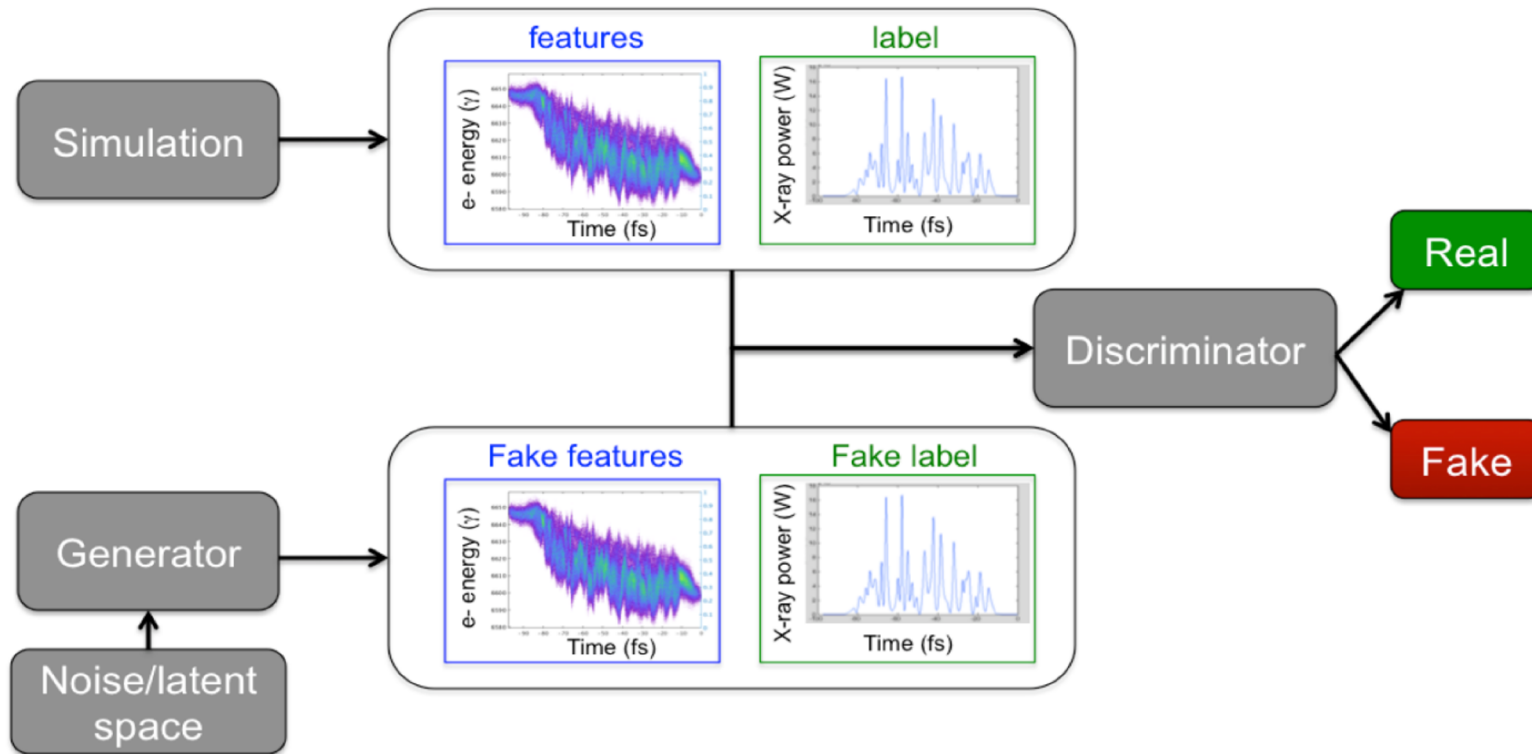 features
label
Simulation
e- energy (γ)
Time (fs)
X-ray power (W)
Time (fs)
Real
Discriminator
Fake
Fake features
Fake label
Generator
e- energy (γ)
Time (fs)
X-ray power (W)
Time (fs)
Noise/latent
space